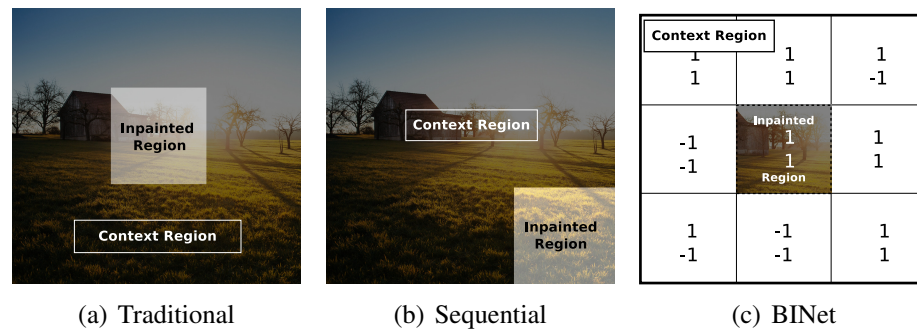 Inpainted
Region
Context Region
Context Region
Inpainted
Region
Context Region
1 1 1
1 1 -1
-1 Inpainted 1 1
-1 1 Region 1
1 -1 1
-1 -1 -1
(a) Traditional
(b) Sequential
(c) BINet